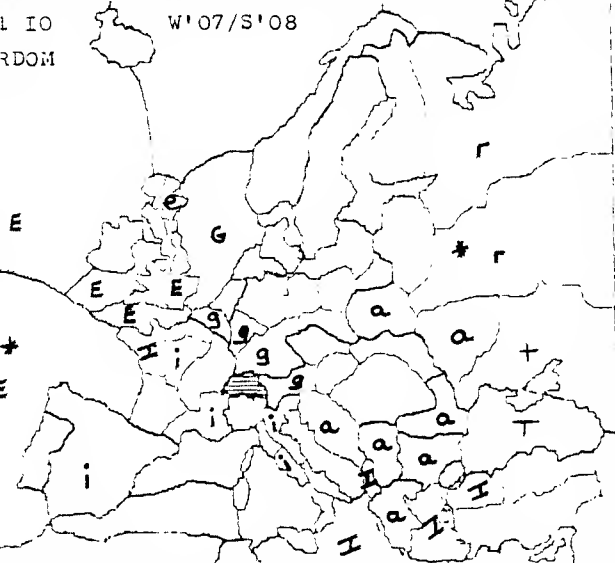 1 IO W'07/S'08
RDOM
r
e
E G
* r
E E
E g a
g a
* I i g +
E g
i i a a T
i a a
i I I
a I
I